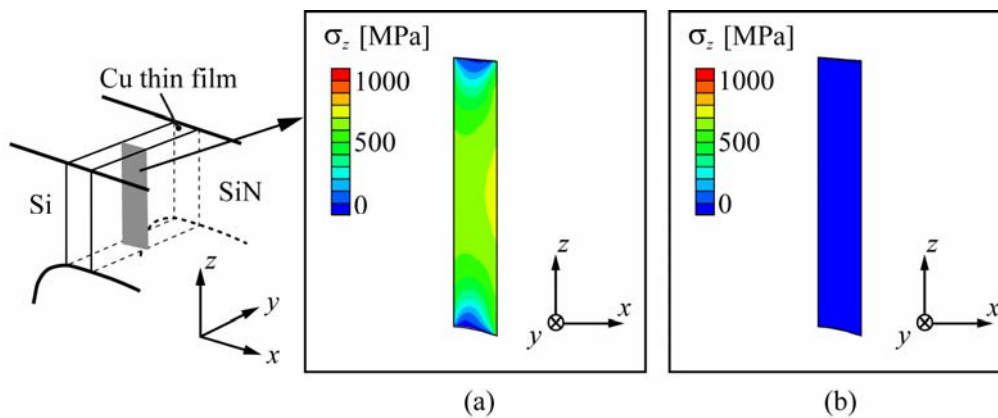 Cu thin film
Si
SiN
z
y
x
σz [MPa]
1000
500
0
z
y
x
(a)
σz [MPa]
1000
500
0
z
y
x
(b)